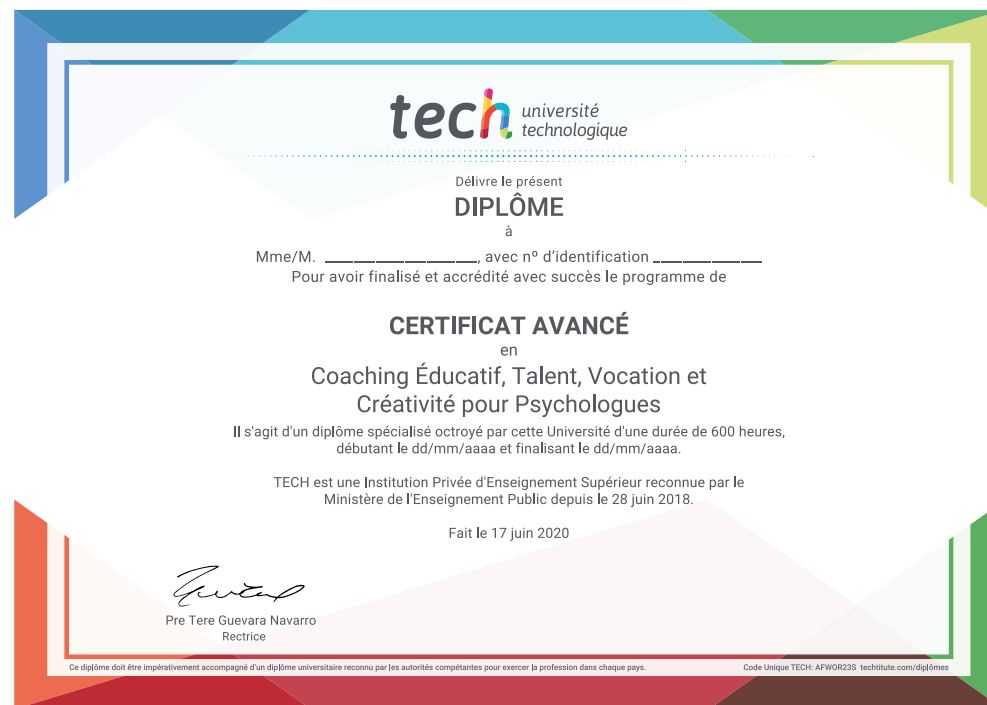 tech université
technologique
Délivre le présent
DIPLÔME
à
Mme/M. _______________, avec nº d'identification ___________
Pour avoir finalisé et accrédité avec succès le programme de
CERTIFICAT AVANCÉ
en
Coaching Éducatif, Talent, Vocation et
Créativité pour Psychologues
Il s'agit d'un diplôme spécialisé octroyé par cette Université d'une durée de 600 heures,
débutant le dd/mm/aaaa et finalisant le dd/mm/aaaa.
TECH est une Institution Privée d'Enseignement Supérieur reconnue par le
Ministère de l'Enseignement Public depuis le 28 juin 2018.
Fait le 17 juin 2020
Pre Tere Guevara Navarro
Rectrice
Ce diplôme doit être impérativement accompagné d'un diplôme universitaire reconnu par les autorités compétantes pour exercer la profession dans chaque pays.
Code Unique TECH: AFWOR23S techtitute.com/diplômes